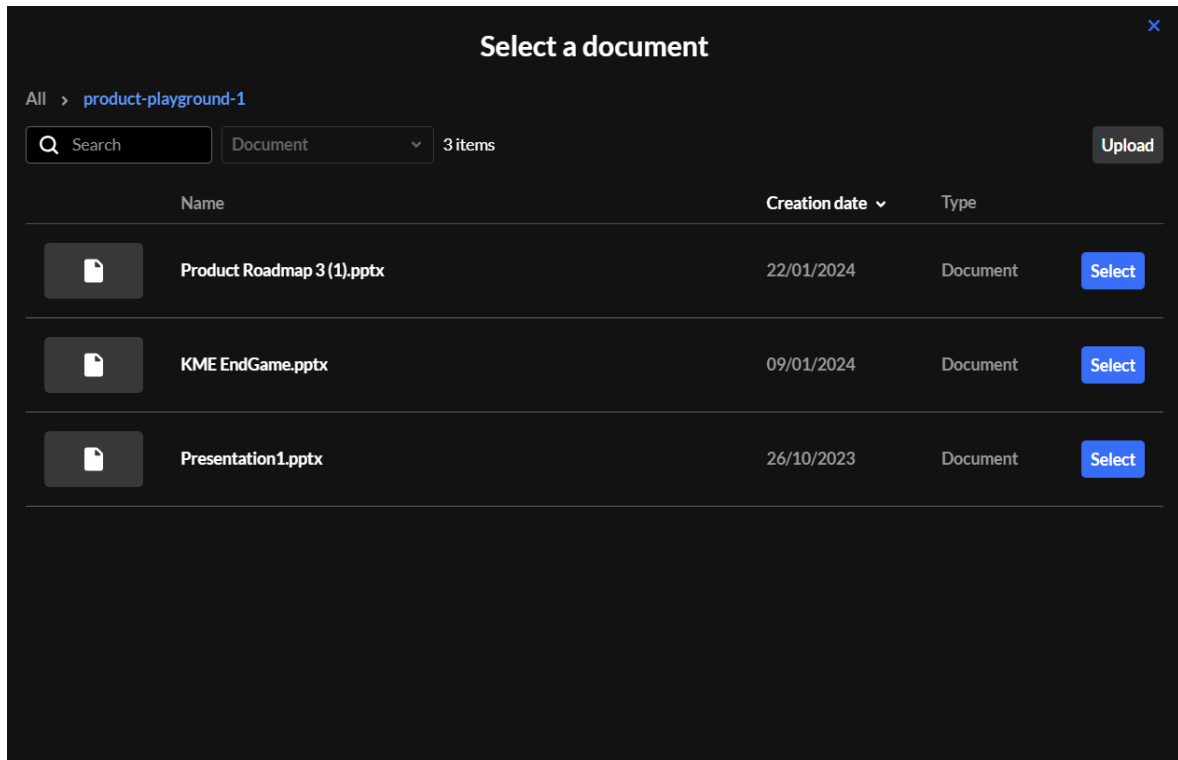 Select a document
All > product-playground-1
Search Document 3 items Upload
Name Creation date Type
Product Roadmap 3 (1).pptx 22/01/2024 Document Select
KME EndGame.pptx 09/01/2024 Document Select
Presentation1.pptx 26/10/2023 Document Select